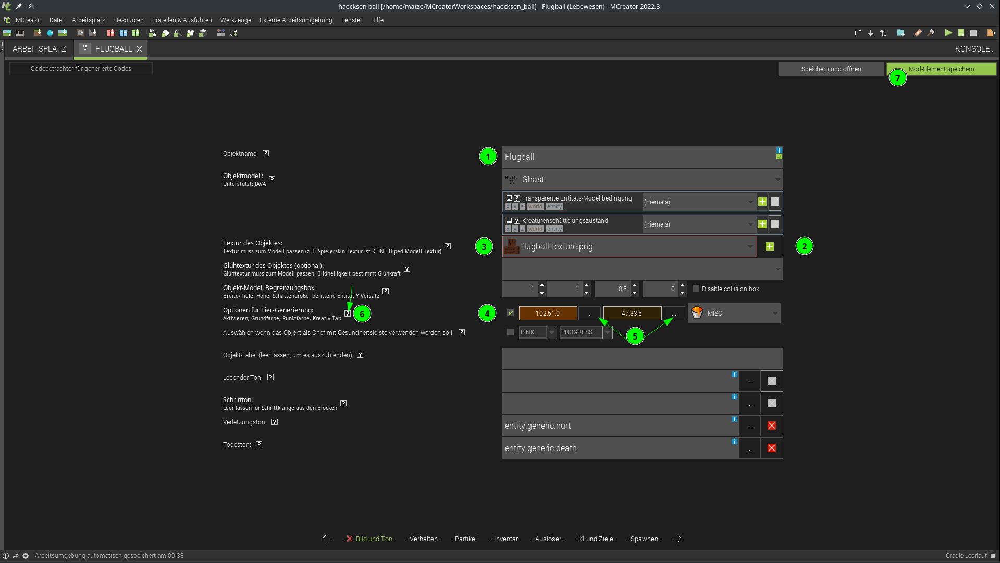 haecksen ball [/home/matze/MCreatorWorkspaces/haecksen_ball] - Flugball (Lebewesen) - MCreator 2022.3
MCreator Datei Arbeitsplatz Resourcen Erstellen & Ausführen Werkzeuge Externe Arbeitsumgebung Fenster Hilfe
ARBEITSPLATZ FLUGBALL KONSOLE
Codebetrachter für generierte Codes Speichern und öffnen Mod-Element speichern
7
Objektname: ? 1 Flugball
Objektmodell: ? BUILT IN Ghast
Unterstützt: JAVA
? Transparente Entitäts-Modellbedingung (niemals)
x y z world entity
? Kreaturenschüttelungszustand (niemals)
x y z world entity
Textur des Objektes: ? 3 flugball-texture.png 2
Textur muss zum Modell passen (z.B. Spielerskin-Textur ist KEINE Biped-Modell-Textur)
Glühtextur des Objektes (optional): ?
Glühtextur muss zum Modell passen, Bildhelligkeit bestimmt Glühkraft
Objekt-Modell Begrenzungsbox: ? 1 1 0,5 0 Disable collision box
Breite/Tiefe, Höhe, Schattengröße, berittene Entität Y Versatz
Optionen für Eier-Generierung: ? 6 4 102,51,0 ... 47,33,5 ... MISC
Aktivieren, Grundfarbe, Punktfarbe, Kreativ-Tab
Auswählen wenn das Objekt als Chef mit Gesundheitsleiste verwenden werden soll: ? PINK PROGRESS 5
Objekt-Label (leer lassen, um es auszublenden): ?
Lebender Ton: ? ...
Schrittton: ? ...
Leer lassen für Schrittklänge aus den Blöcken
Verletzungston: ? entity.generic.hurt ...
Todeston: ? entity.generic.death ...
Bild und Ton Verhalten Partikel Inventar Auslöser KI und Ziele Spawnen
Arbeitsumgebung automatisch gespeichert am 09:33 Gradle Leerlauf